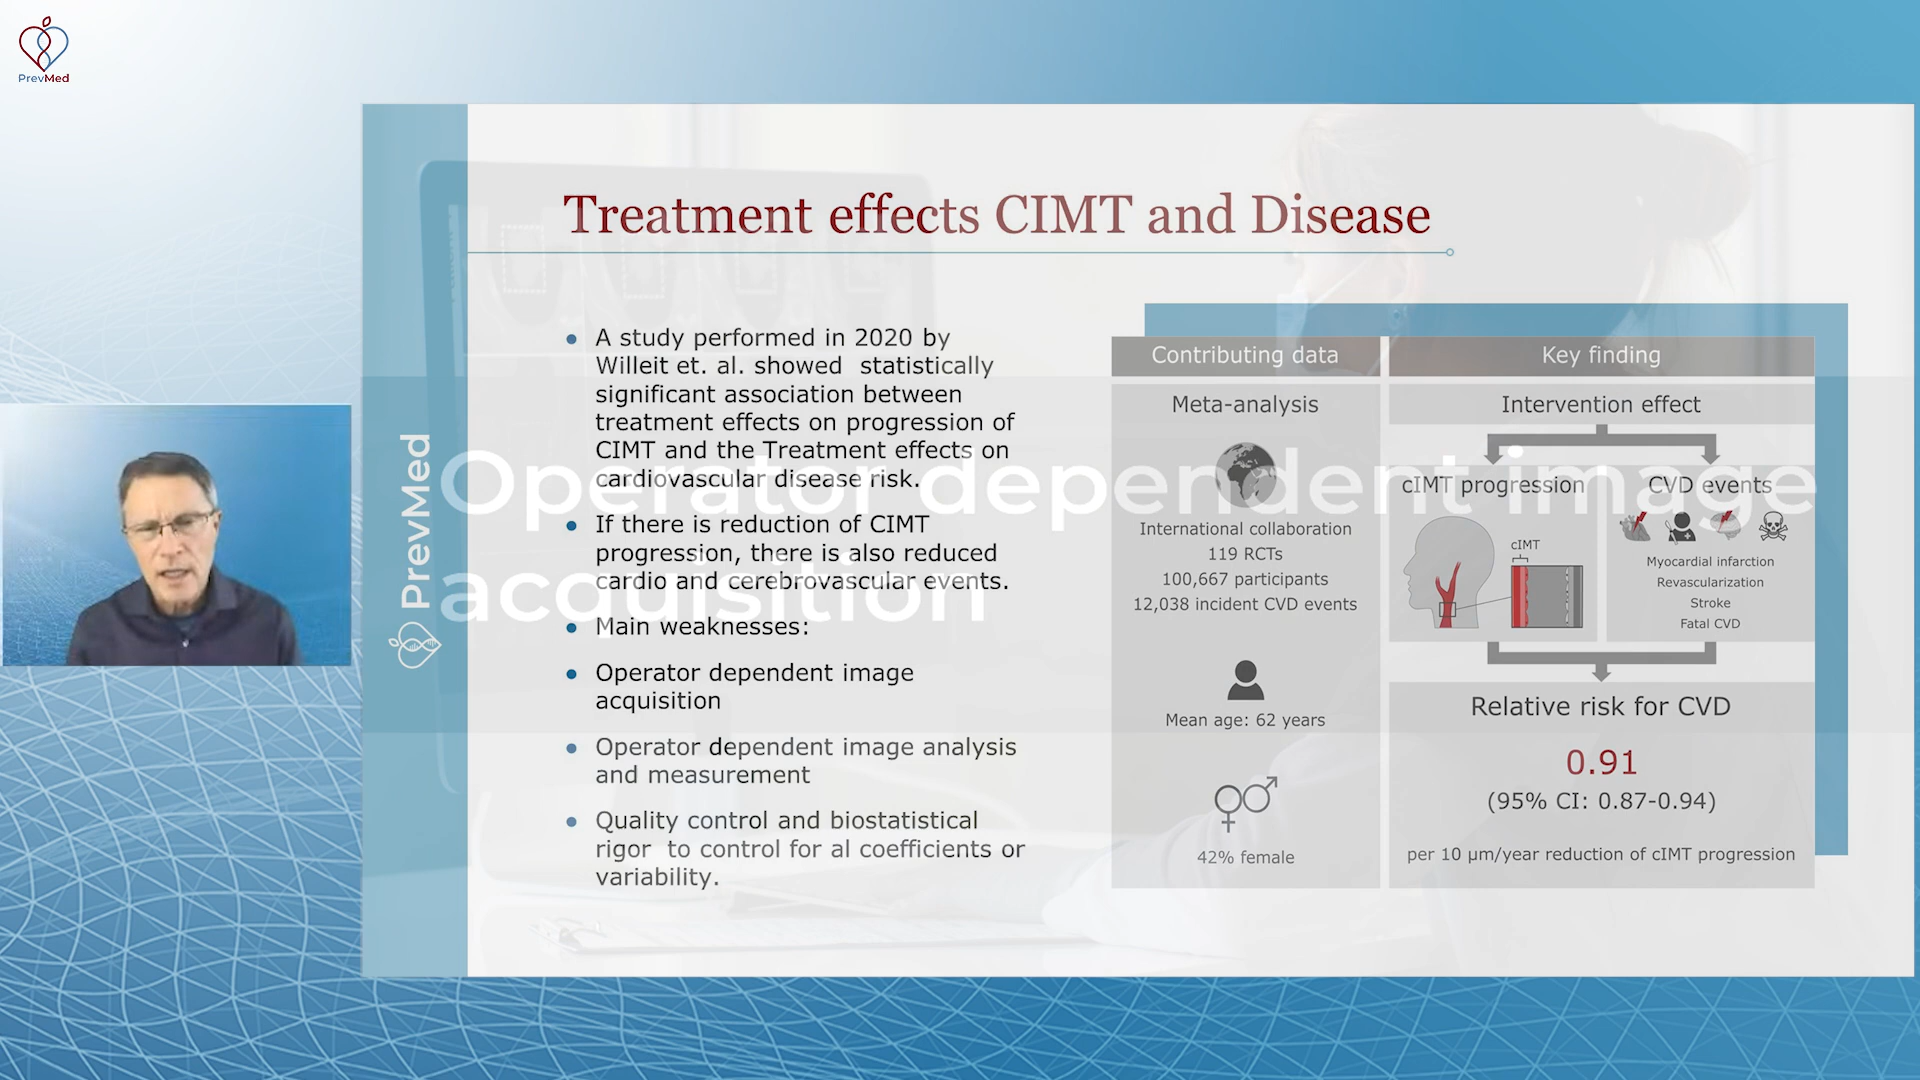 PrevMed
Treatment effects CIMT and Disease
A study performed in 2020 by
Willeit et. al. showed statistically
significant association between
treatment effects on progression of
CIMT and the Treatment effects on
cardiovascular disease risk.
If there is reduction of CIMT
progression, there is also reduced
cardio and cerebrovascular events.
Main weaknesses:
Operator dependent image
acquisition
Operator dependent image analysis
and measurement
Quality control and biostatistical
rigor to control for al coefficients or
variability.
PrevMed
Operator dependent image
acquisition
Contributing data
Meta-analysis
International collaboration
119 RCTs
100,667 participants
12,038 incident CVD events
Mean age: 62 years
42% female
Key finding
Intervention effect
cIMT progression
cIMT
CVD events
Myocardial infarction
Revascularization
Stroke
Fatal CVD
Relative risk for CVD
0.91
(95% CI: 0.87-0.94)
per 10 µm/year reduction of cIMT progression